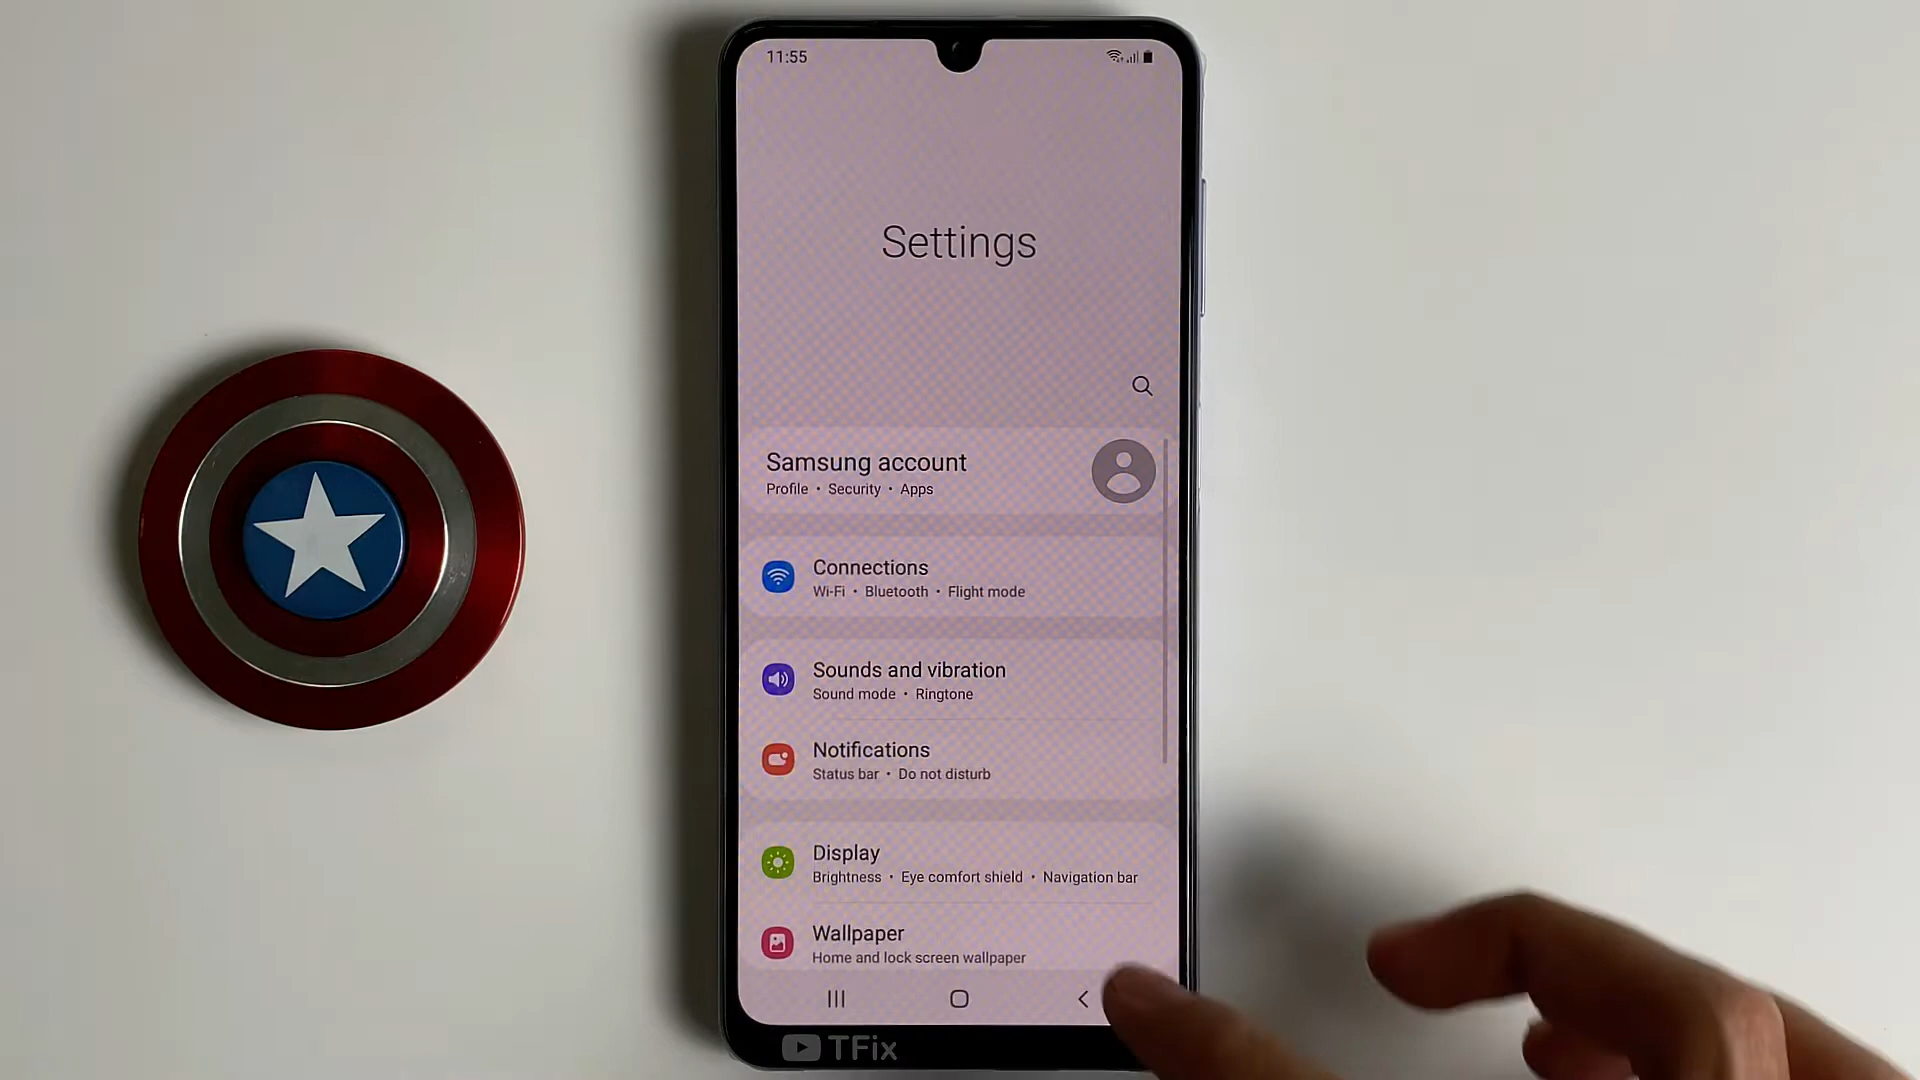 11:55
Settings
Samsung account
Profile • Security • Apps
Connections
Wi-Fi • Bluetooth • Flight mode
Sounds and vibration
Sound mode • Ringtone
Notifications
Status bar • Do not disturb
Display
Brightness • Eye comfort shield • Navigation bar
Wallpaper
Home and lock screen wallpaper
TFix